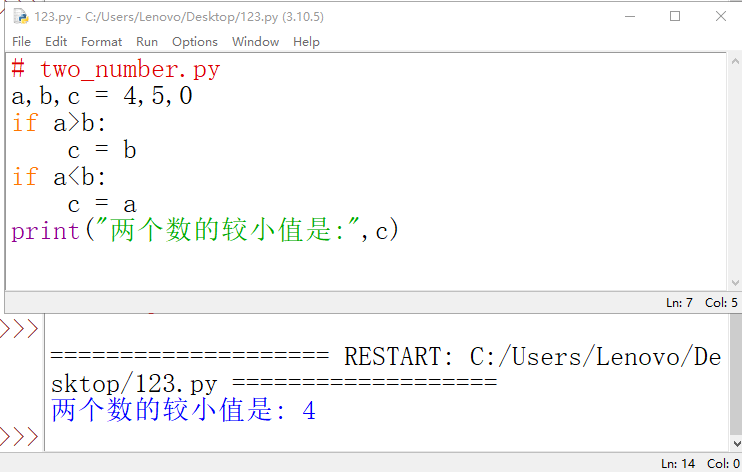 123.py - C:/Users/Lenovo/Desktop/123.py (3.10.5)
File Edit Format Run Options Window Help
# two_number.py
a,b,c = 4,5,0
if a>b:
    c = b
if a<b:
    c = a
print("两个数的较小值是:",c)
Ln: 7 Col: 5
>>>
==================== RESTART: C:/Users/Lenovo/De
sktop/123.py ===================
两个数的较小值是: 4
>>>
Ln: 14 Col: 0